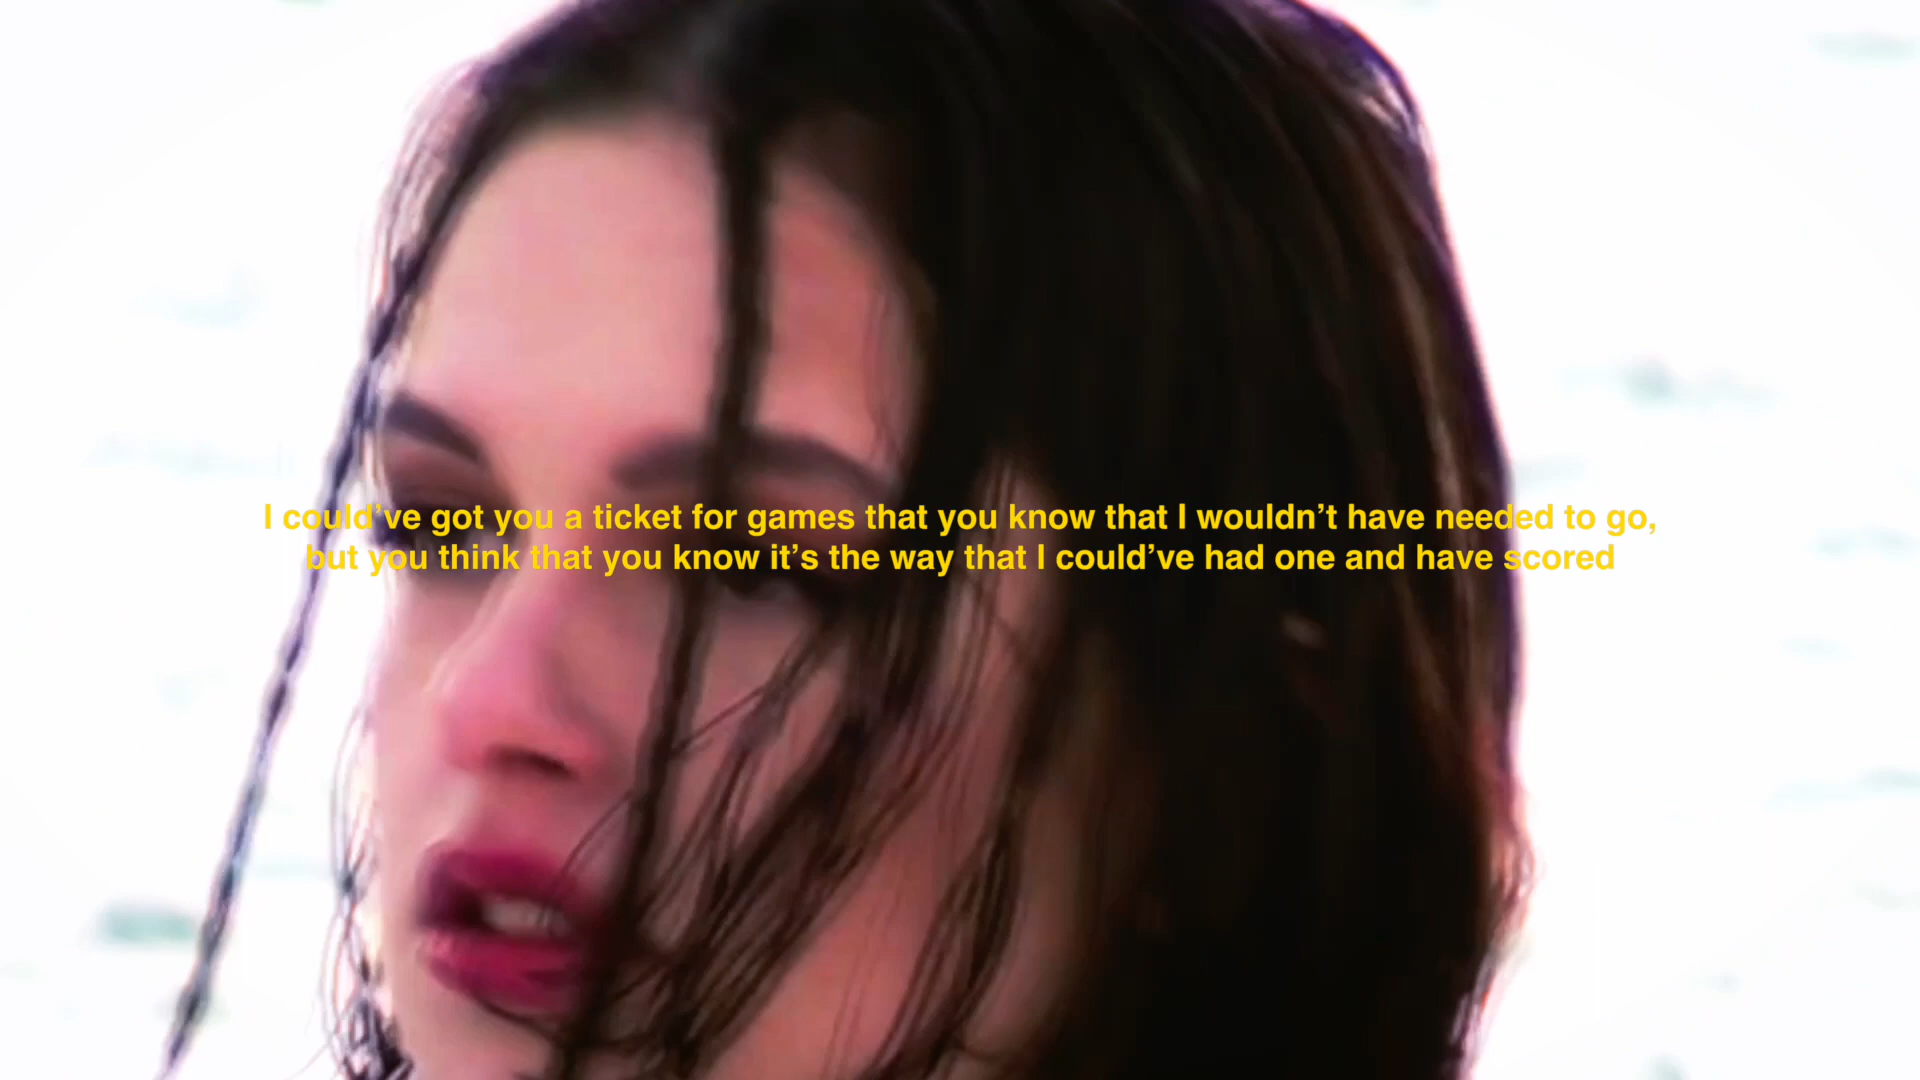 I could’ve got you a ticket for games that you know that I wouldn’t have needed to go,
but you think that you know it’s the way that I could’ve had one and have scored